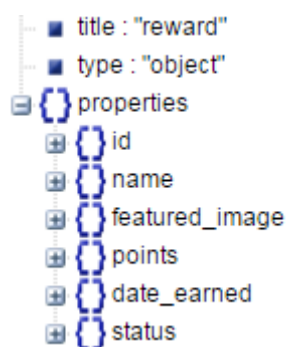 title : "reward"
type : "object"
properties
id
name
featured_image
points
date_earned
status